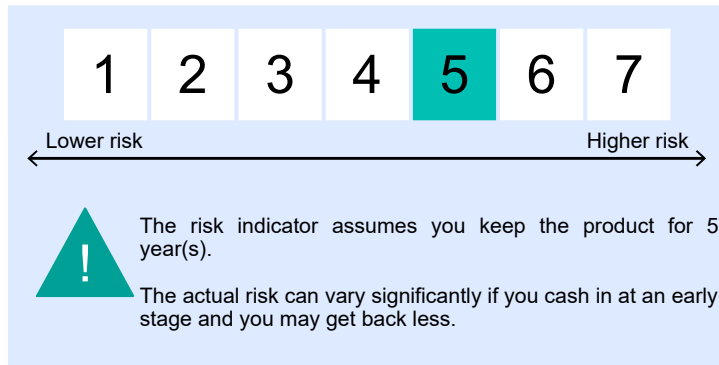 1 2 3 4 5 6 7
Lower risk Higher risk
!
The risk indicator assumes you keep the product for 5
year(s).
The actual risk can vary significantly if you cash in at an early
stage and you may get back less.